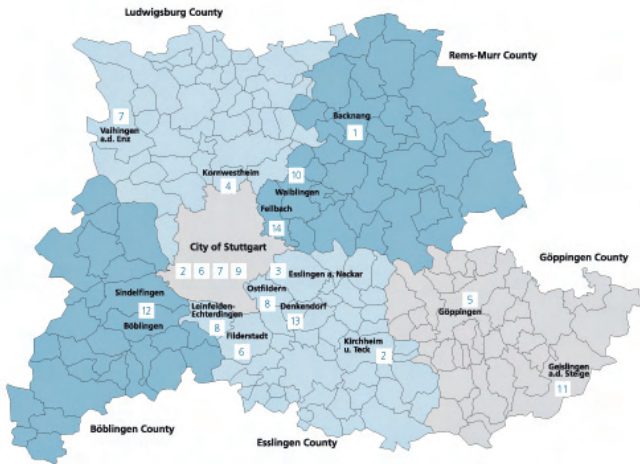 Ludwigsburg County
Rems-Murr County
7
Vaihingen
a.d. Enz
Backnang
1
Kornwestheim
4
10
Waiblingen
Fellbach
14
City of Stuttgart
2 6 7 9
3
Esslingen a. Neckar
Göppingen County
Ostfildern
8
Denkendorf
13
Sindelfingen
12
Böblingen
Leinfelden-
Echterdingen
8
Filderstadt
6
Kirchheim
u. Teck
2
5
Göppingen
Geislingen
a.d. Steige
11
Böblingen County
Esslingen County